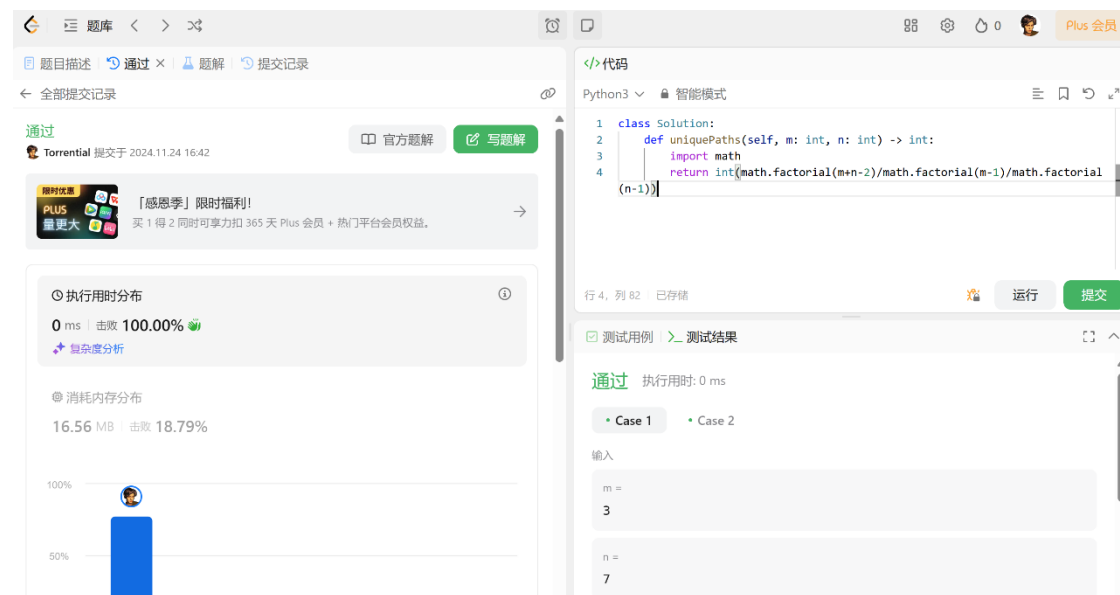 题库
0
Plus 会员
题目描述 通过 题解 提交记录
全部提交记录
通过
Torrential 提交于 2024.11.24 16:42
官方题解
写题解
限时优惠
PLUS
量更大
「感恩季」限时福利!
买 1 得 2 同时可享力扣 365 天 Plus 会员 + 热门平台会员权益。
执行用时分布
0 ms 击败 100.00%
复杂度分析
消耗内存分布
16.56 MB 击败 18.79%
100%
50%
</>代码
Python3 智能模式
1 class Solution:
2 def uniquePaths(self, m: int, n: int) -> int:
3 import math
4 return int(math.factorial(m+n-2)/math.factorial(m-1)/math.factorial
(n-1))
行 4, 列 82 已存储
运行
提交
测试用例 >_ 测试结果
通过 执行用时: 0 ms
• Case 1 • Case 2
输入
m =
3
n =
7